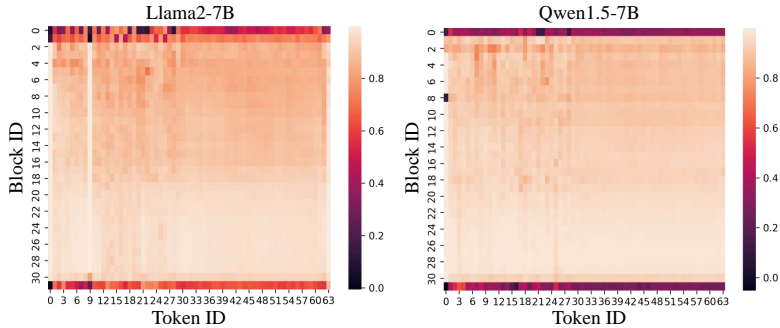 Llama2-7B
Qwen1.5-7B
Block ID
0 2 4 6 8 10 12 14 16 18 20 22 24 26 28 30
0 3 6 9 12 15 18 21 24 27 30 33 36 39 42 45 48 51 54 57 60 63
Token ID
0.8
0.6
0.4
0.2
0.0
Block ID
0 2 4 6 8 10 12 14 16 18 20 22 24 26 28 30
0 3 6 9 12 15 18 21 24 27 30 33 36 39 42 45 48 51 54 57 60 63
Token ID
0.8
0.6
0.4
0.2
0.0